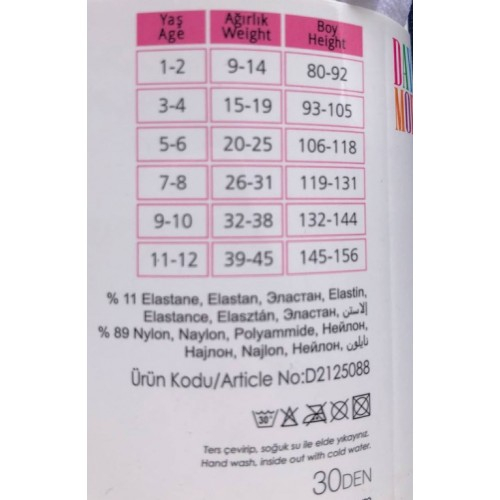 Yaş Ağırlık Boy
Age Weight Height
1-2 9-14 80-92
3-4 15-19 93-105
5-6 20-25 106-118
7-8 26-31 119-131
9-10 32-38 132-144
11-12 39-45 145-156
% 11 Elastane, Elastan, Эластан, Elastin,
Elastance, Elasztán, Эластан, إلاستن
% 89 Nylon, Naylon, Polyammide, Нейлон,
Најлон, Najlon, Нейлон, نايلون
Ürün Kodu/Article No:D2125088
30°
Ters çevirip, soğuk su ile elde yıkayınız.
Hand wash, inside out with cold water.
30DEN